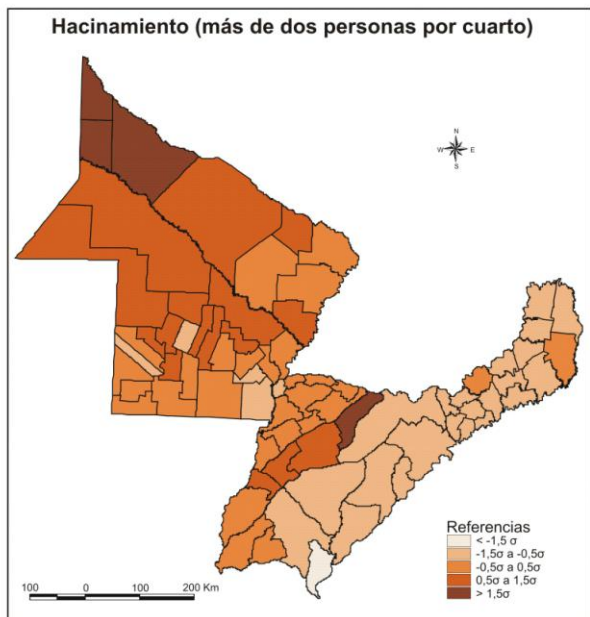 Hacinamiento (más de dos personas por cuarto)
N
W E
S
Referencias
< -1,5 σ
-1,5σ a -0,5σ
-0,5σ a 0,5σ
0,5σ a 1,5σ
> 1,5σ
100 0 100 200 Km